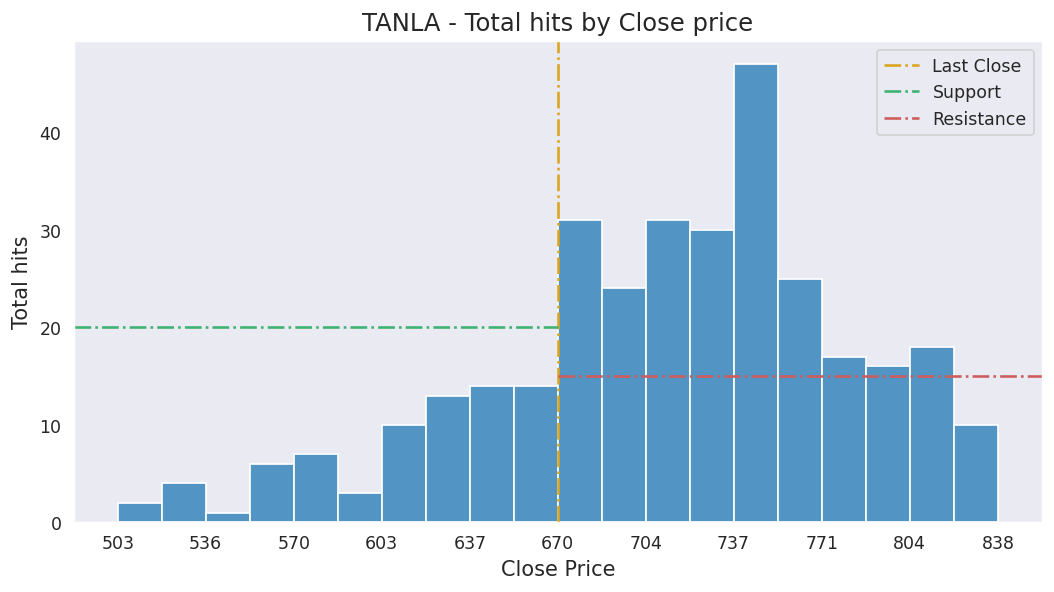 TANLA - Total hits by Close price
Last Close
Support
Resistance
Total hits
40
30
20
10
0
503 536 570 603 637 670 704 737 771 804 838
Close Price